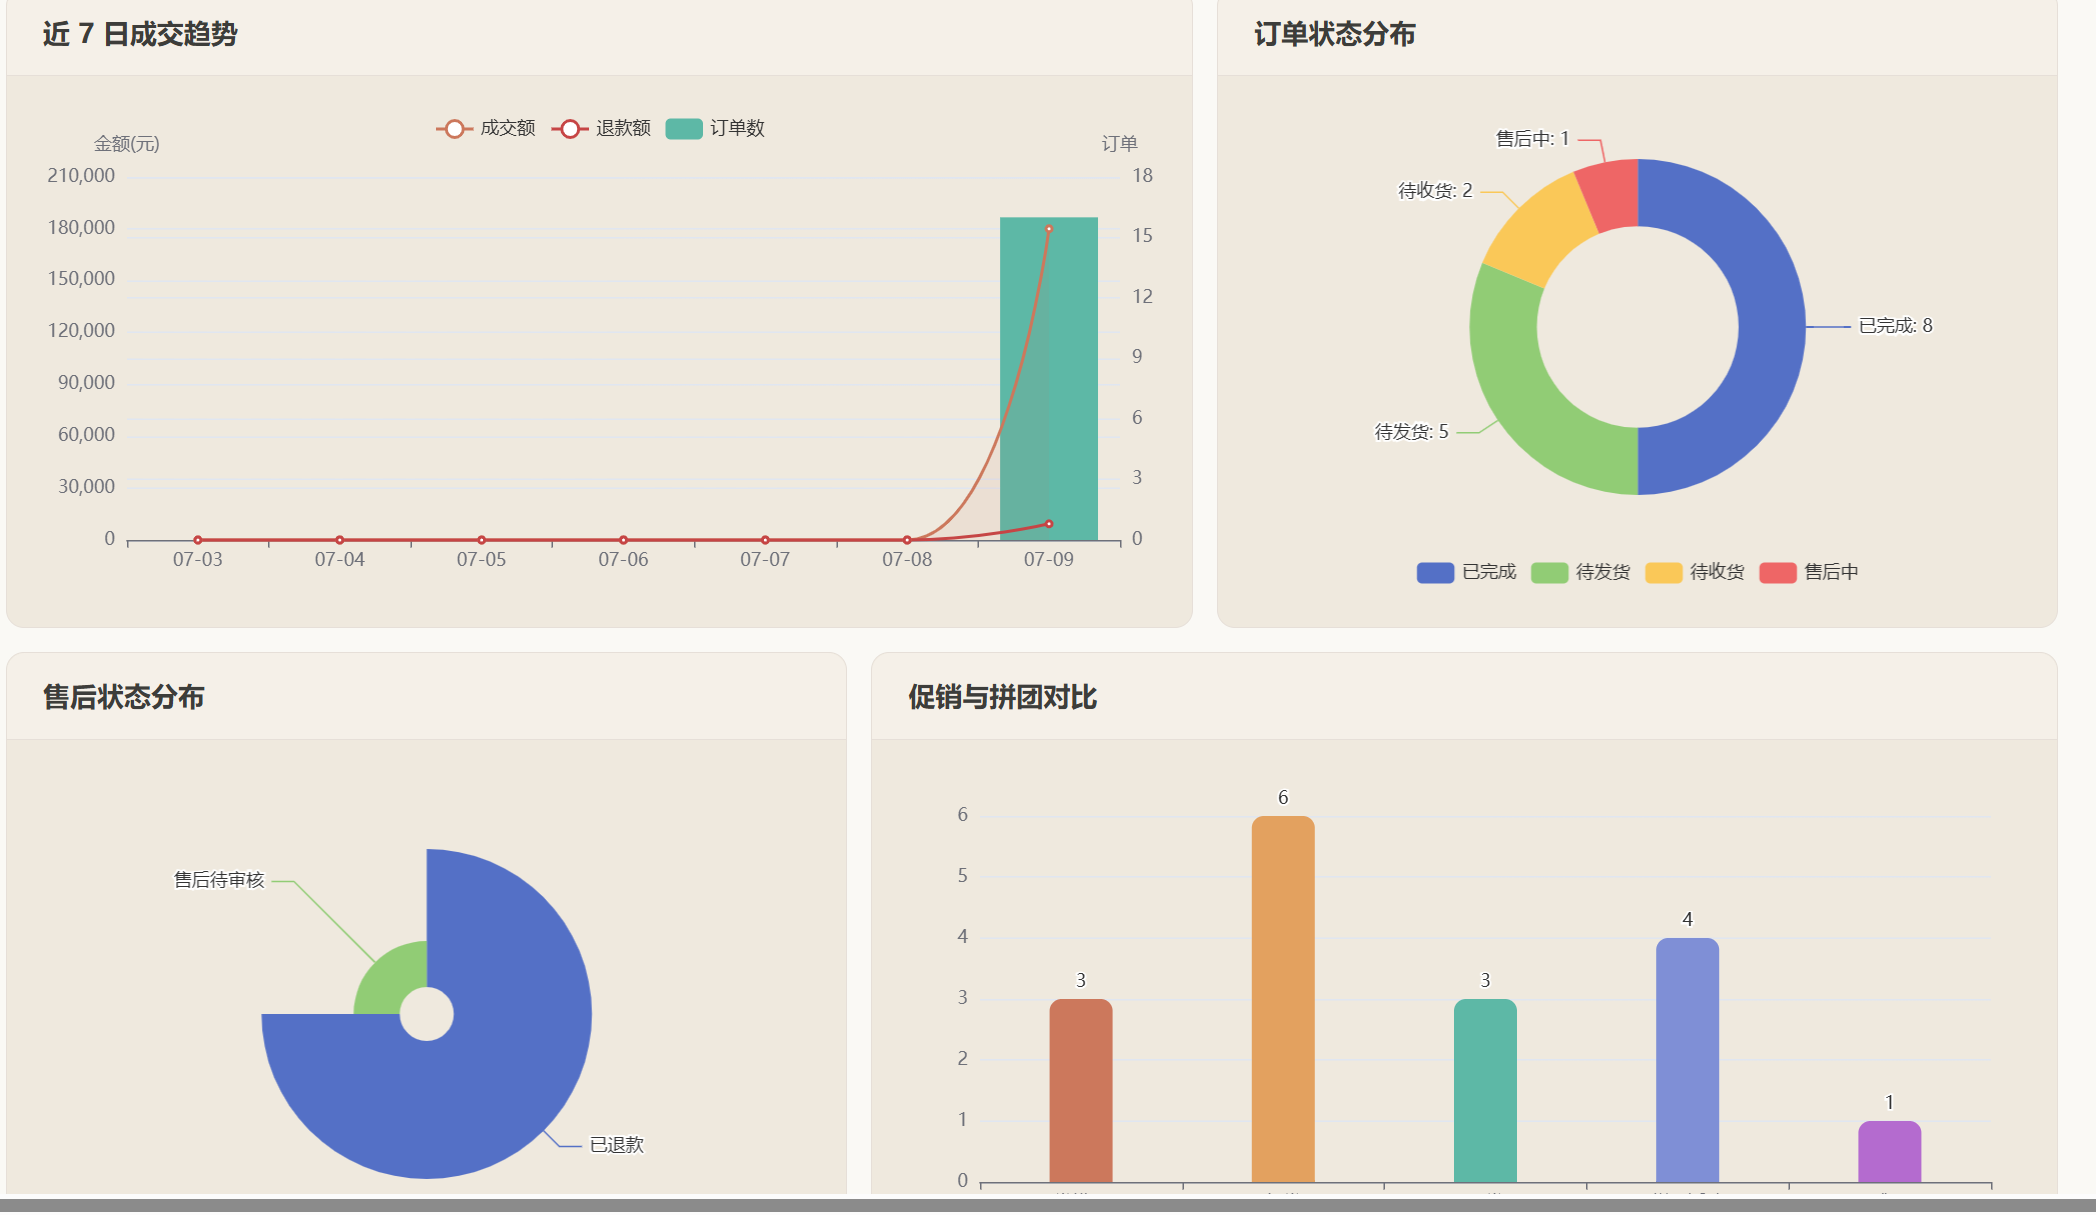 近 7 日成交趋势
成交额 退款额 订单数
金额(元) 订单
210,000
180,000
150,000
120,000
90,000
60,000
30,000
0
18
15
12
9
6
3
0
07-03 07-04 07-05 07-06 07-07 07-08 07-09
订单状态分布
售后中: 1
待收货: 2
已完成: 8
待发货: 5
已完成 待发货 待收货 售后中
售后状态分布
售后待审核
已退款
促销与拼团对比
6
5
4
3
2
1
0
3
6
3
4
1